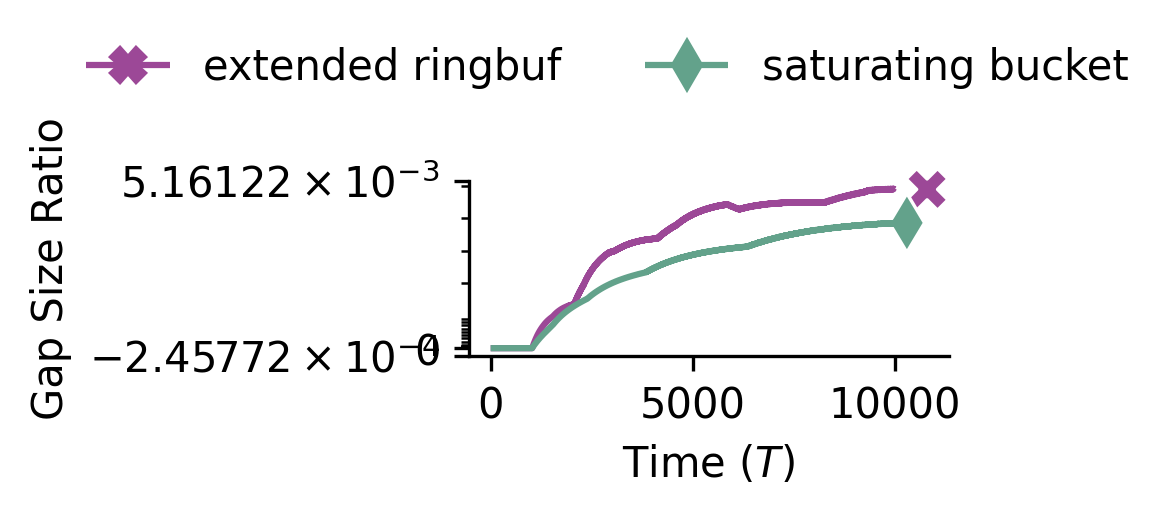 extended ringbuf
saturating bucket
Gap Size Ratio
5.16122 × 10⁻³
0
−2.45772 × 10⁻⁴
0
5000
10000
Time (T)